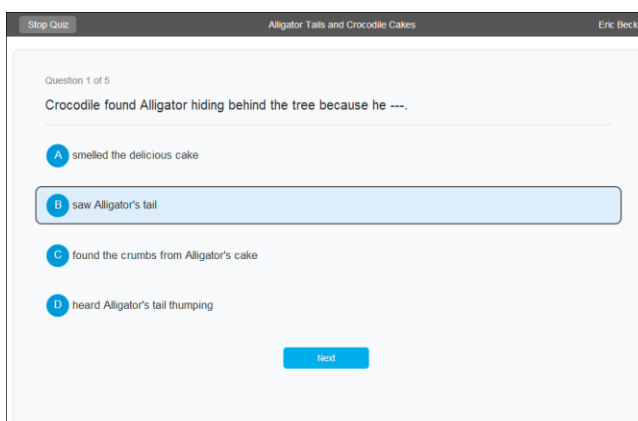 Stop Quiz
Alligator Tails and Crocodile Cakes
Eric Beck
Question 1 of 5
Crocodile found Alligator hiding behind the tree because he ---.
A smelled the delicious cake
B saw Alligator's tail
C found the crumbs from Alligator's cake
D heard Alligator's tail thumping
Next